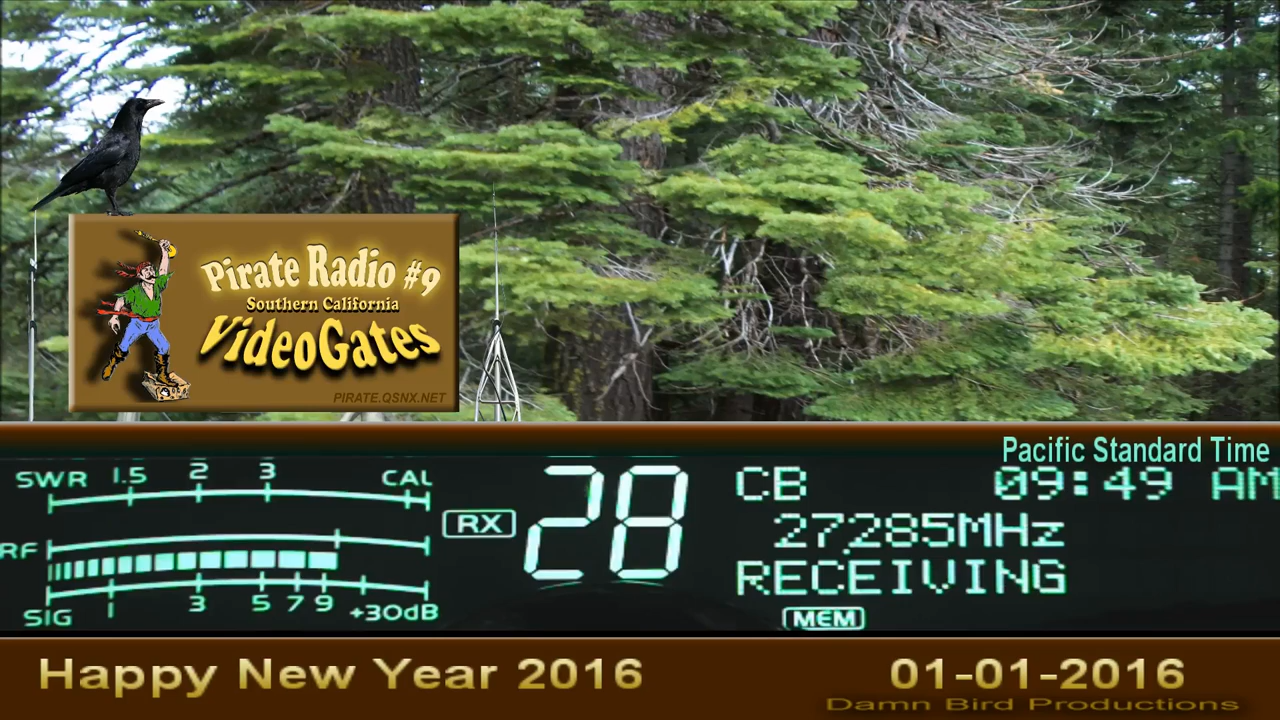 Pirate Radio #9
Southern California
VideoGates
PIRATE.QSNX.NET
Pacific Standard Time
SWR 1.5 2 3 CAL
CB 09:49 AM
RX 28
27.285MHz
RF
RECEIVING
SIG 1 3 5 7 9 +30dB
MEM
Happy New Year 2016 01-01-2016
Damn Bird Productions